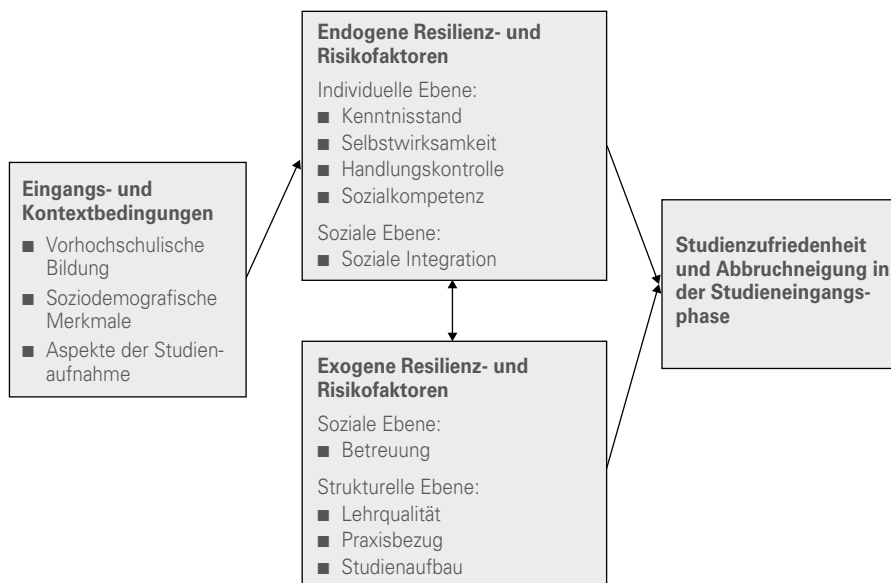 Endogene Resilienz- und
Risikofaktoren
Individuelle Ebene:
■ Kenntnisstand
■ Selbstwirksamkeit
■ Handlungskontrolle
■ Sozialkompetenz
Soziale Ebene:
■ Soziale Integration
Eingangs- und
Kontextbedingungen
■ Vorhochschulische
Bildung
■ Soziodemografische
Merkmale
■ Aspekte der Studien-
aufnahme
Studienzufriedenheit
und Abbruchneigung in
der Studieneingangs-
phase
Exogene Resilienz- und
Risikofaktoren
Soziale Ebene:
■ Betreuung
Strukturelle Ebene:
■ Lehrqualität
■ Praxisbezug
■ Studienaufbau